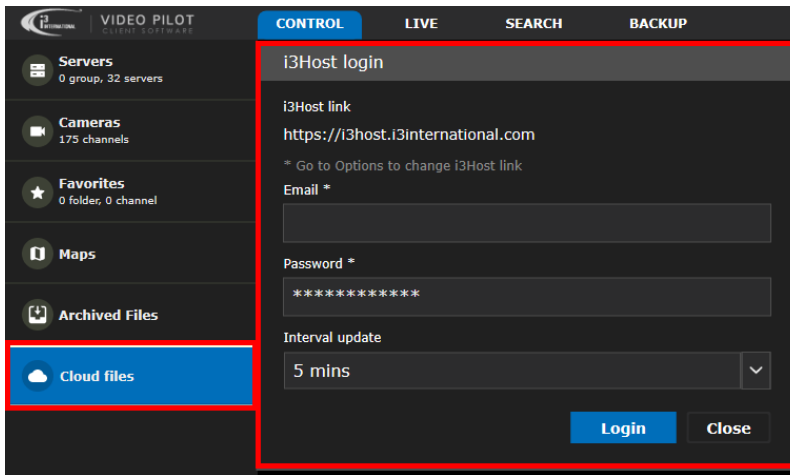 i3 INTERNATIONAL
VIDEO PILOT
CLIENT SOFTWARE
CONTROL
LIVE
SEARCH
BACKUP
Servers
0 group, 32 servers
Cameras
175 channels
Favorites
0 folder, 0 channel
Maps
Archived Files
Cloud files
i3Host login
i3Host link
https://i3host.i3international.com
* Go to Options to change i3Host link
Email *
Password *
************
Interval update
5 mins
Login
Close